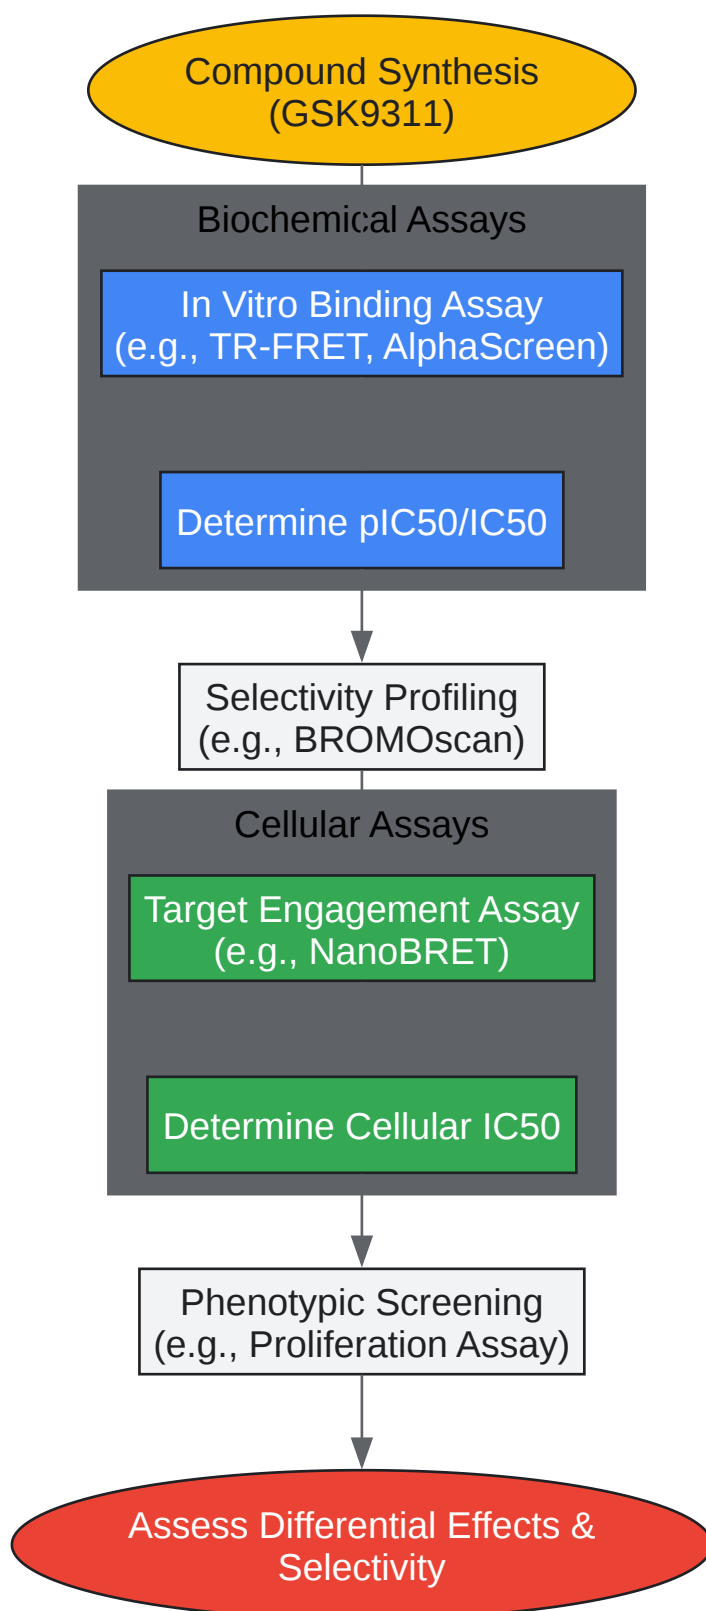 Compound Synthesis
(GSK9311)
Biochemical Assays
In Vitro Binding Assay
(e.g., TR-FRET, AlphaScreen)
Determine pIC50/IC50
Selectivity Profiling
(e.g., BROMOscan)
Cellular Assays
Target Engagement Assay
(e.g., NanoBRET)
Determine Cellular IC50
Phenotypic Screening
(e.g., Proliferation Assay)
Assess Differential Effects &
Selectivity